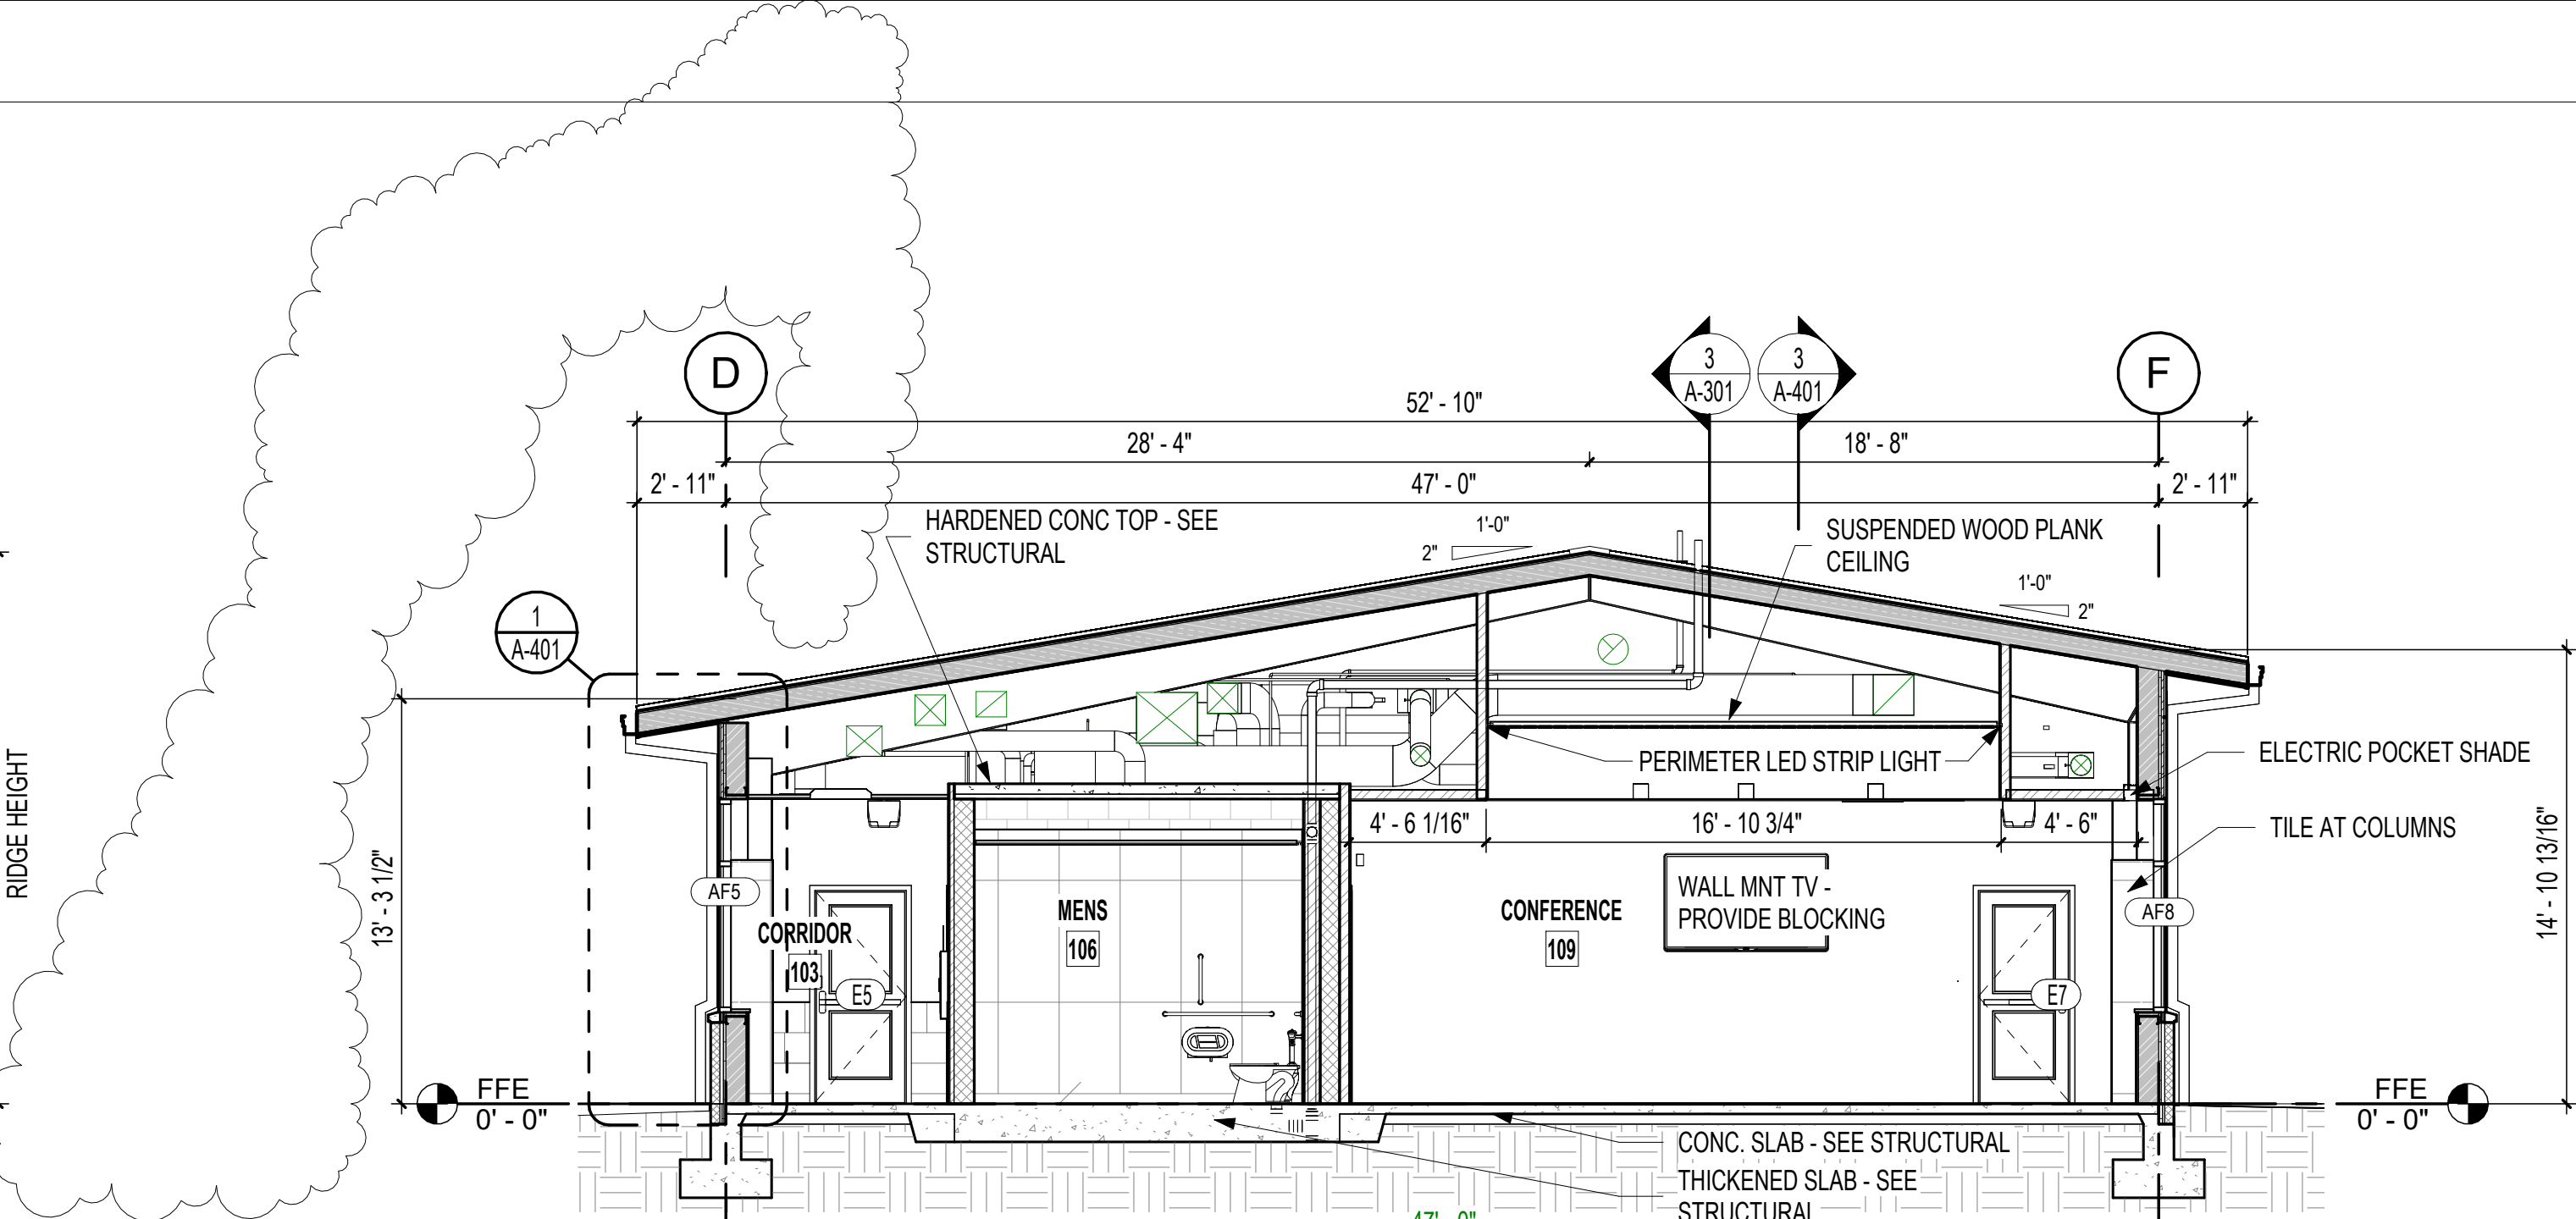 D
3
A-301
3
A-401
F
52' - 10"
28' - 4"
18' - 8"
2' - 11"
47' - 0"
2' - 11"
HARDENED CONC TOP - SEE
STRUCTURAL
1'-0"
2"
SUSPENDED WOOD PLANK
CEILING
1'-0"
2"
1
A-401
RIDGE HEIGHT
13' - 3 1/2"
14' - 10 13/16"
PERIMETER LED STRIP LIGHT
ELECTRIC POCKET SHADE
4' - 6 1/16"
16' - 10 3/4"
4' - 6"
TILE AT COLUMNS
AF5
WALL MNT TV -
PROVIDE BLOCKING
AF8
CORRIDOR
103
MENS
106
CONFERENCE
109
E5
E7
FFE
0' - 0"
FFE
0' - 0"
CONC. SLAB - SEE STRUCTURAL
THICKENED SLAB - SEE
STRUCTURAL
47' - 0"